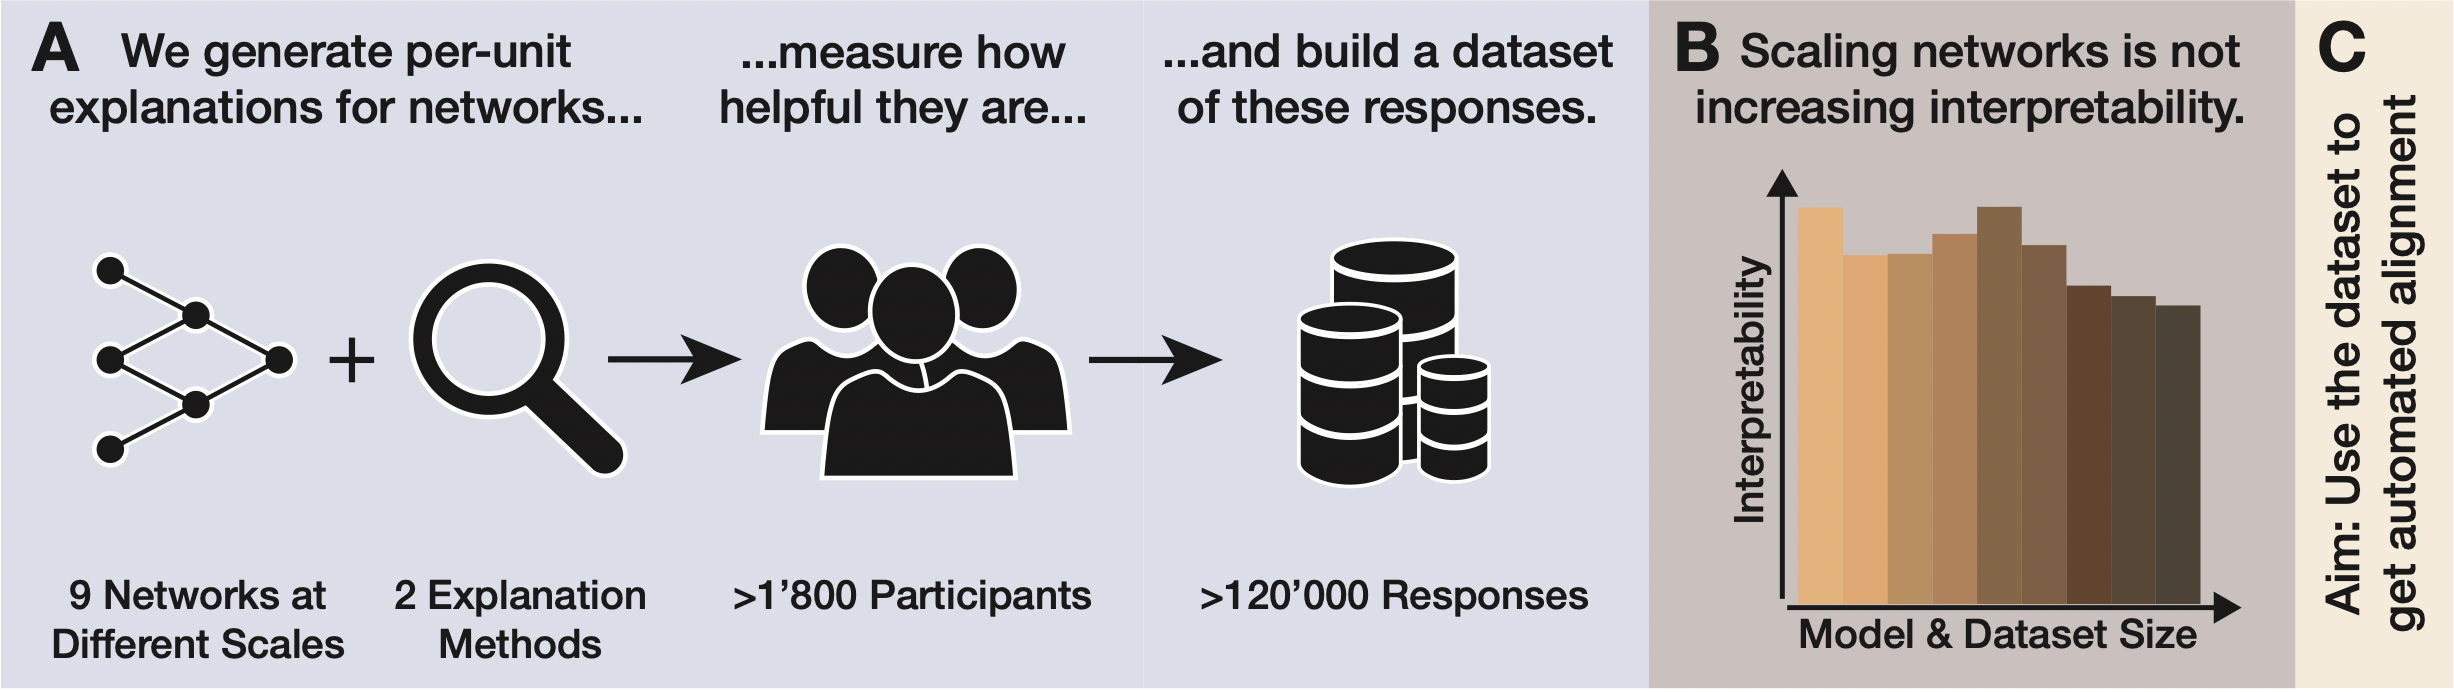 A
We generate per-unit
explanations for networks...
...measure how
helpful they are...
...and build a dataset
of these responses.
+
9 Networks at
Different Scales
2 Explanation
Methods
>1’800 Participants
>120’000 Responses
B
Scaling networks is not
increasing interpretability.
Interpretability
Model & Dataset Size
C
Aim: Use the dataset to
get automated alignment